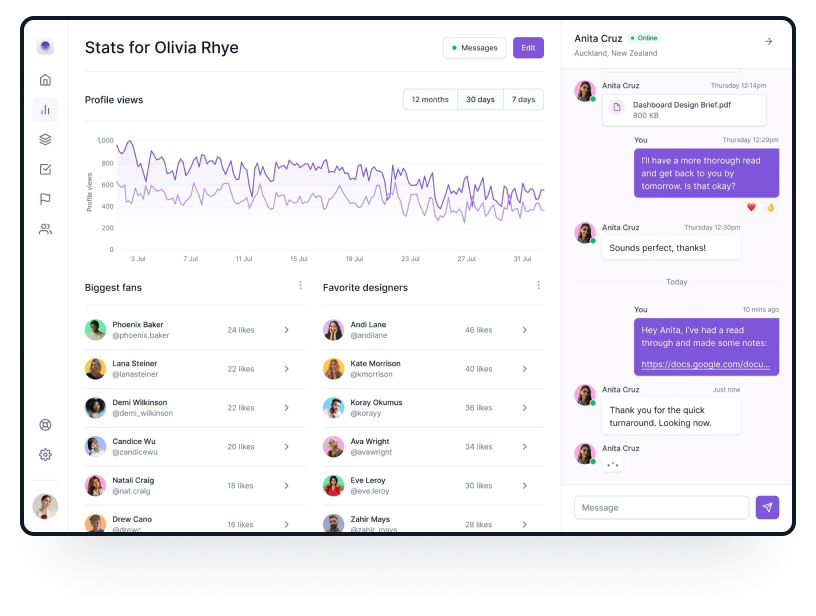 Stats for Olivia Rhye
Messages
Edit
Profile views
12 months
30 days
7 days
1,000
800
600
400
200
0
Profile views
3 Jul
7 Jul
11 Jul
15 Jul
19 Jul
23 Jul
27 Jul
31 Jul
Biggest fans
Phoenix Baker
@phoenix.baker
24 likes
Lana Steiner
@lanasteiner
22 likes
Demi Wilkinson
@demi_wilkinson
22 likes
Candice Wu
@candicewu
20 likes
Natali Craig
@nat.craig
18 likes
Drew Cano
@drewc
16 likes
Favorite designers
Andi Lane
@andilane
46 likes
Kate Morrison
@kmorrison
40 likes
Koray Okumus
@korayy
36 likes
Ava Wright
@avawright
34 likes
Eve Leroy
@eve.leroy
30 likes
Zahir Mays
@zahir_mays
28 likes
Anita Cruz
Online
Auckland, New Zealand
Anita Cruz
Thursday 12:14pm
Dashboard Design Brief.pdf
800 KB
You
Thursday 12:29pm
I'll have a more thorough read
and get back to you by
tomorrow. Is that okay?
Anita Cruz
Thursday 12:30pm
Sounds perfect, thanks!
Today
You
10 mins ago
Hey Anita, I've had a read
through and made some notes:
https://docs.google.com/docu...
Anita Cruz
Just now
Thank you for the quick
turnaround. Looking now.
Anita Cruz
Message